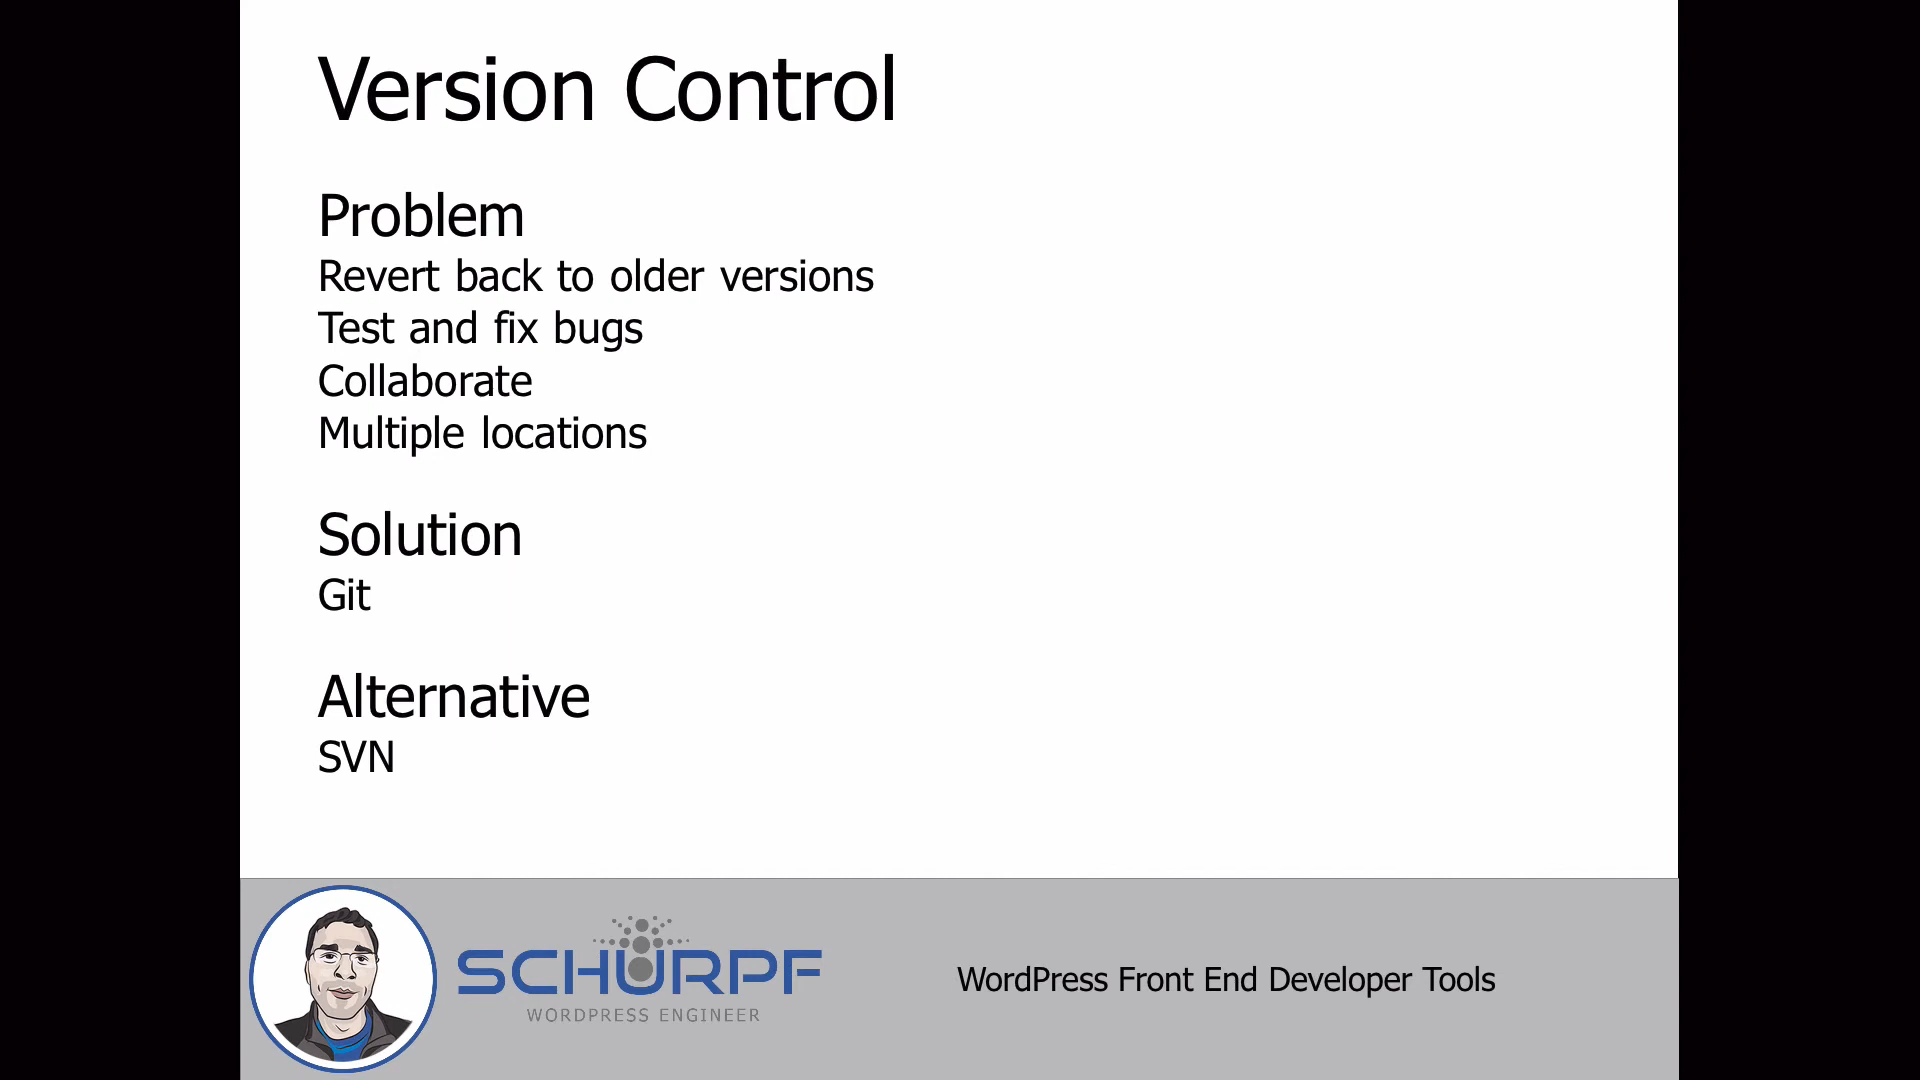 Version Control
Problem
Revert back to older versions
Test and fix bugs
Collaborate
Multiple locations
Solution
Git
Alternative
SVN
SCHURPF
WORDPRESS ENGINEER
WordPress Front End Developer Tools